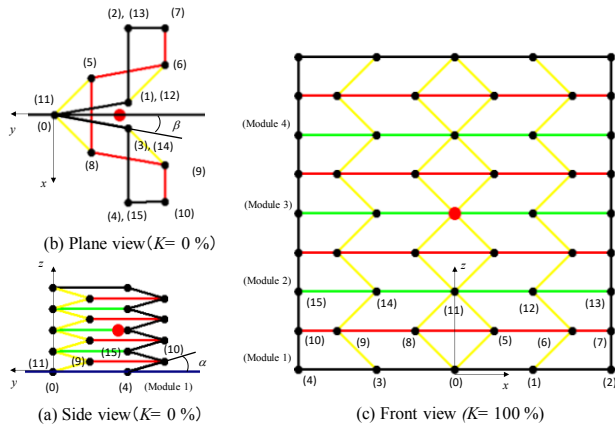 (2), (13)
(7)
(5)
(6)
(11)
(1), (12)
(0)
y
β
(3), (14)
(8)
(9)
x
(4), (15)
(10)
(b) Plane view (K= 0 %)
z
(15)
(10)
(11)
(9)
α
y
(0)
(4)
(Module 1)
(a) Side view (K= 0 %)
(Module 4)
(Module 3)
z
(Module 2)
(15)
(14)
(11)
(12)
(13)
(10)
(9)
(8)
(5)
(6)
(7)
(Module 1)
(4)
(3)
(0)
x
(1)
(2)
(c) Front view (K= 100 %)